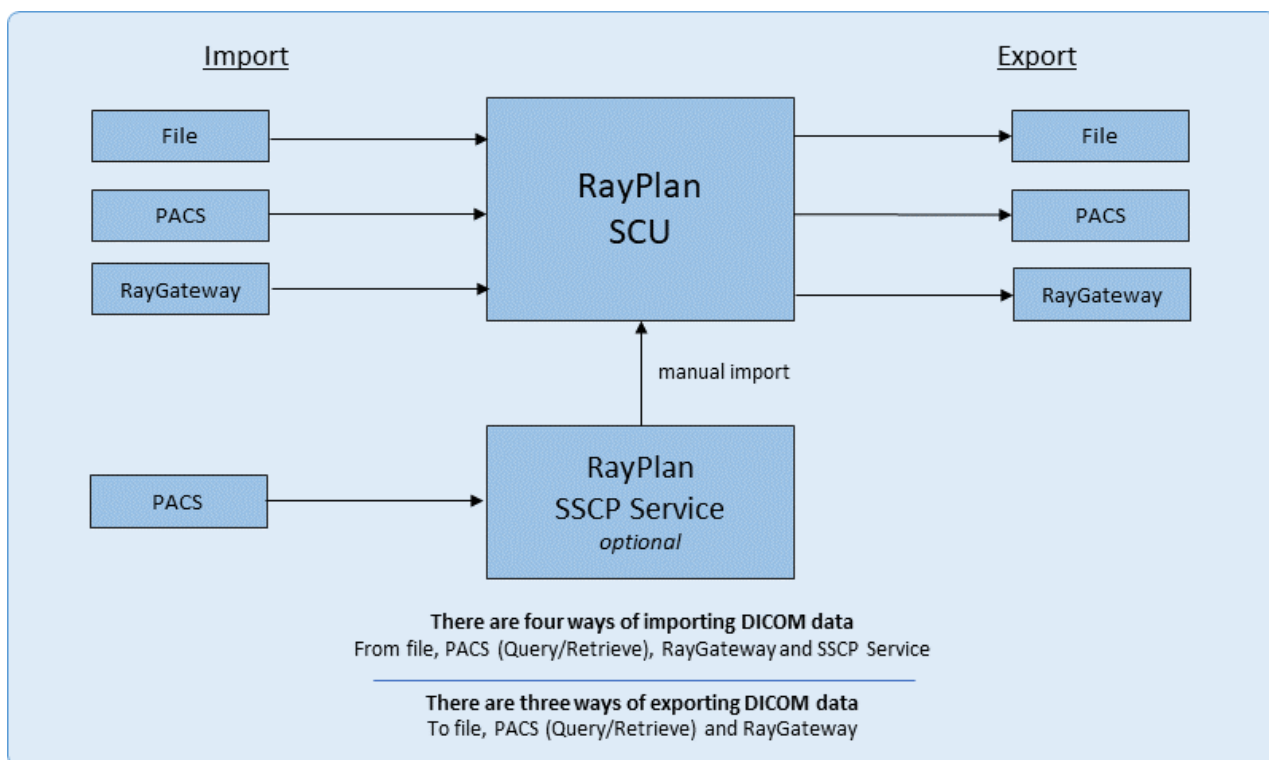 Import
Export
File
PACS
RayGateway
RayPlan
SCU
File
PACS
RayGateway
manual import
PACS
RayPlan
SSCP Service
optional
There are four ways of importing DICOM data
From file, PACS (Query/Retrieve), RayGateway and SSCP Service
There are three ways of exporting DICOM data
To file, PACS (Query/Retrieve) and RayGateway